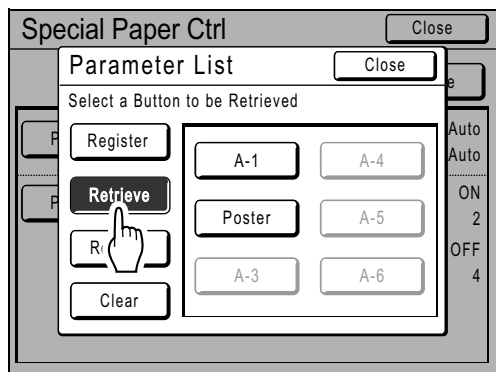 Special Paper Ctrl
Close
Parameter List
Close
Select a Button to be Retrieved
Register
Retrieve
Clear
A-1
A-4
Poster
A-5
A-3
A-6
Auto
Auto
ON
2
OFF
4